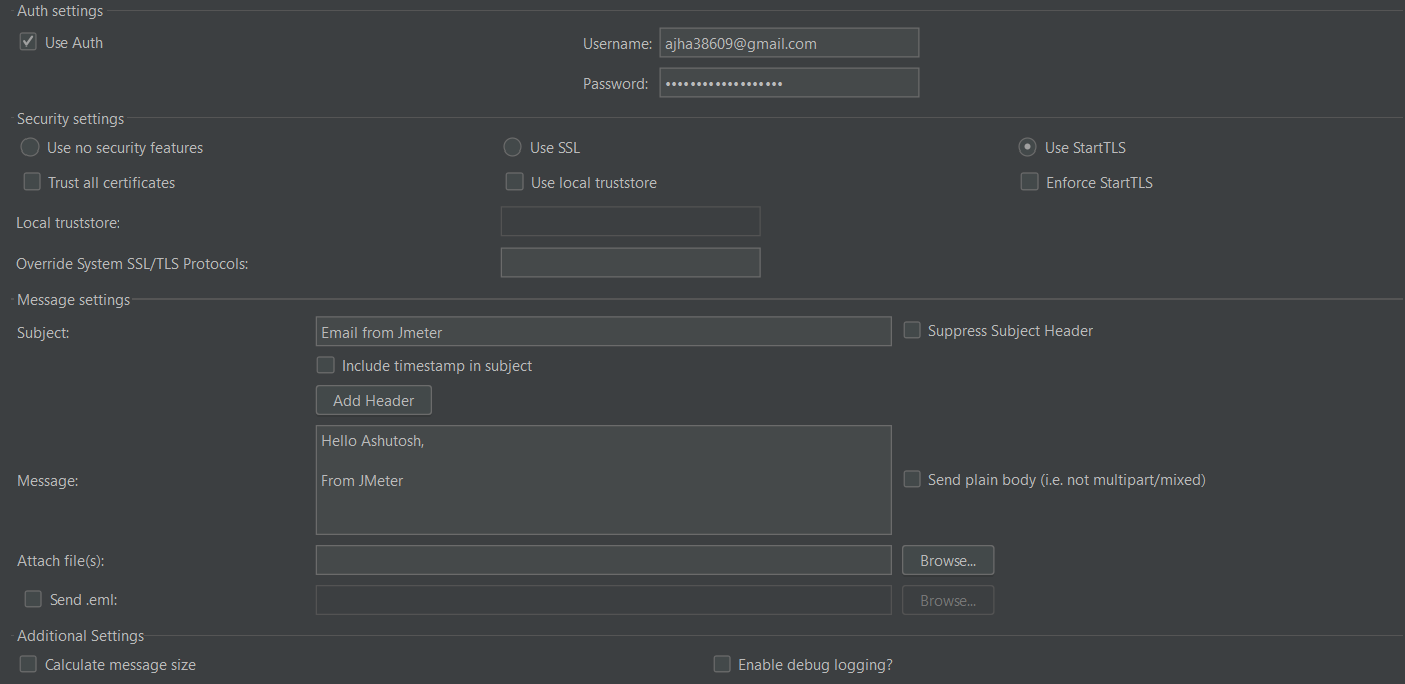 Auth settings
Use Auth
Username: ajha38609@gmail.com
Password: •••••••••••••••••••
Security settings
Use no security features
Use SSL
Use StartTLS
Trust all certificates
Use local truststore
Enforce StartTLS
Local truststore:
Override System SSL/TLS Protocols:
Message settings
Subject: Email from Jmeter
Suppress Subject Header
Include timestamp in subject
Add Header
Message:
Hello Ashutosh,
From JMeter
Send plain body (i.e. not multipart/mixed)
Attach file(s):
Browse...
Send .eml:
Browse...
Additional Settings
Calculate message size
Enable debug logging?